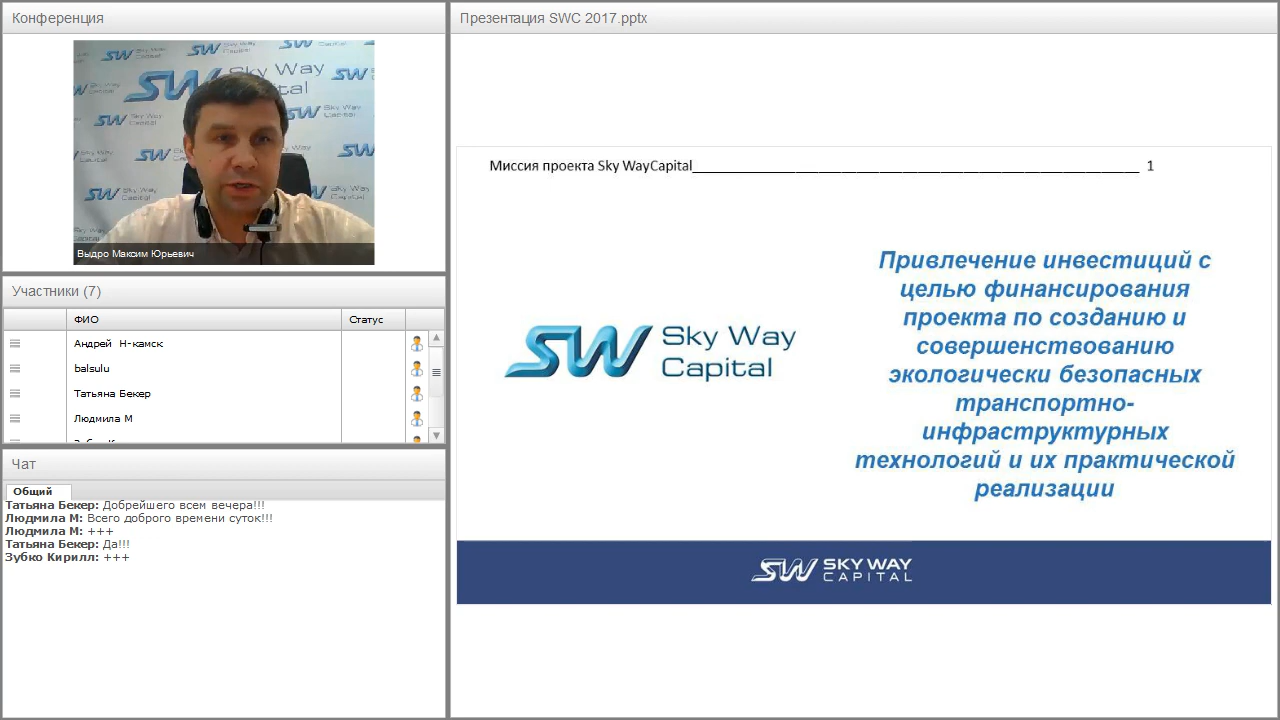 Конференция
Sky Way
Capital
Выдро Максим Юрьевич
Участники (7)
ФИО
Статус
Андрей Н-камск
balsulu
Татьяна Бекер
Людмила М
Чат
Общий
Татьяна Бекер: Добрейшего всем вечера!!!
Людмила М: Всего доброго времени суток!!!
Людмила М: +++
Татьяна Бекер: Да!!!
Зубко Кирилл: +++
Презентация SWC 2017.pptx
Миссия проекта Sky WayCapital 1
SW Sky Way
Capital
Привлечение инвестиций с
целью финансирования
проекта по созданию и
совершенствованию
экологически безопасных
транспортно-
инфраструктурных
технологий и их практической
реализации
SW SKY WAY
CAPITAL